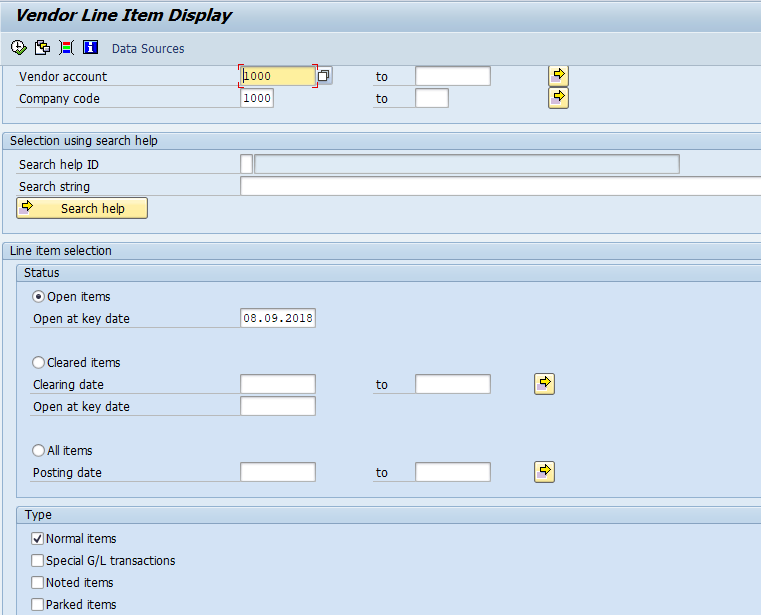 Vendor Line Item Display
Data Sources
Vendor account 1000 to
Company code 1000 to
Selection using search help
Search help ID
Search string
Search help
Line item selection
Status
Open items
Open at key date 08.09.2018
Cleared items
Clearing date to
Open at key date
All items
Posting date to
Type
Normal items
Special G/L transactions
Noted items
Parked items